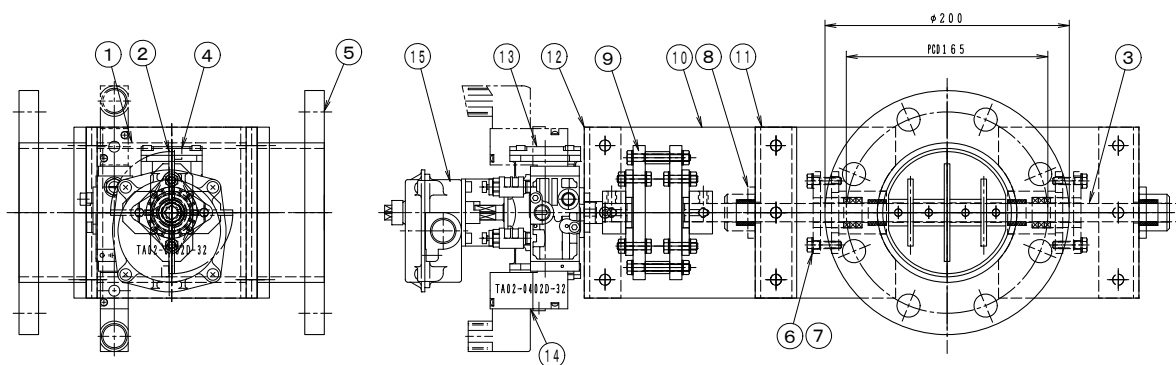 φ200
PCD165
① ② ④ ⑤
⑮ ⑬ ⑫ ⑨ ⑩ ⑧ ⑪ ③
TA02-0402D-32
TA02-0402D-32
⑥ ⑦
⑭